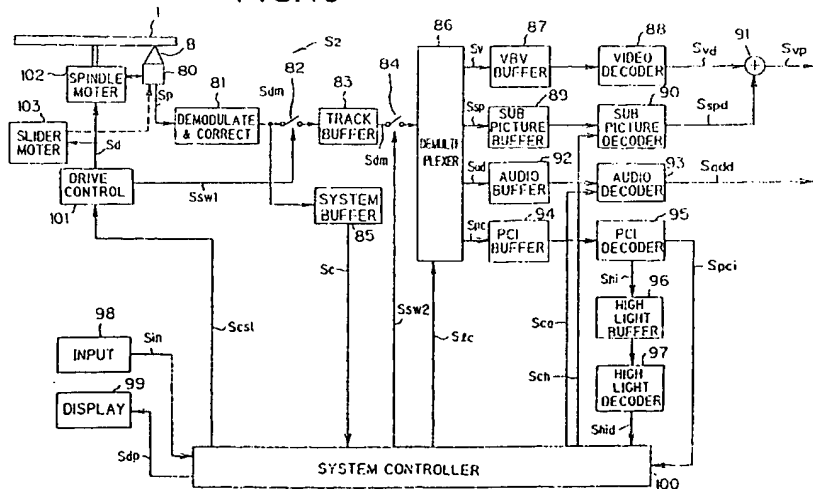 1
86 87 88
S2
Sv VBV BUFFER VIDEO DECODER Svd 91 Svp
8
102 SPINDLE MOTER 80
81 82 83 84
Sp Sdm
DEMODULATE & CORRECT TRACK BUFFER Sdm
DEMULTI PLEXER
89 90
Ssp SUB PICTURE BUFFER SUB PICTURE DECODER Sspd
103 SLIDER MOTER
Sd
92 93
AUDIO BUFFER AUDIO DECODER Sadd
DRIVE CONTROL Ssw1
101
SYSTEM BUFFER
85
94 95
Spc PCI BUFFER PCI DECODER
Spci
Sc
Shi 96
HIGH LIGHT BUFFER
98 INPUT Sin
Scsl Ssw2 Slc Sca Sch
97
HIGH LIGHT DECODER
99 DISPLAY
Shid
Sdp
SYSTEM CONTROLLER
100